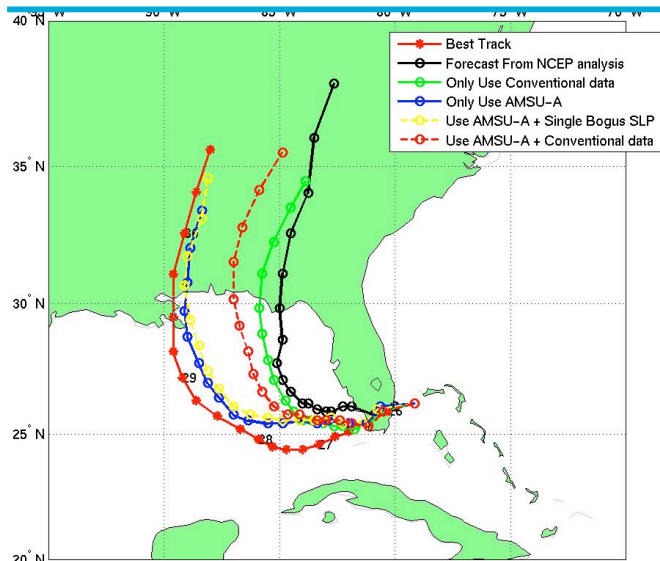 90° W 85° W 80° W 75° W 70° W
40° N
Best Track
Forecast From NCEP analysis
Only Use Conventional data
Only Use AMSU-A
Use AMSU-A + Single Bogus SLP
Use AMSU-A + Conventional data
35° N
30
30° N
29
26
25° N
28
27
20° N